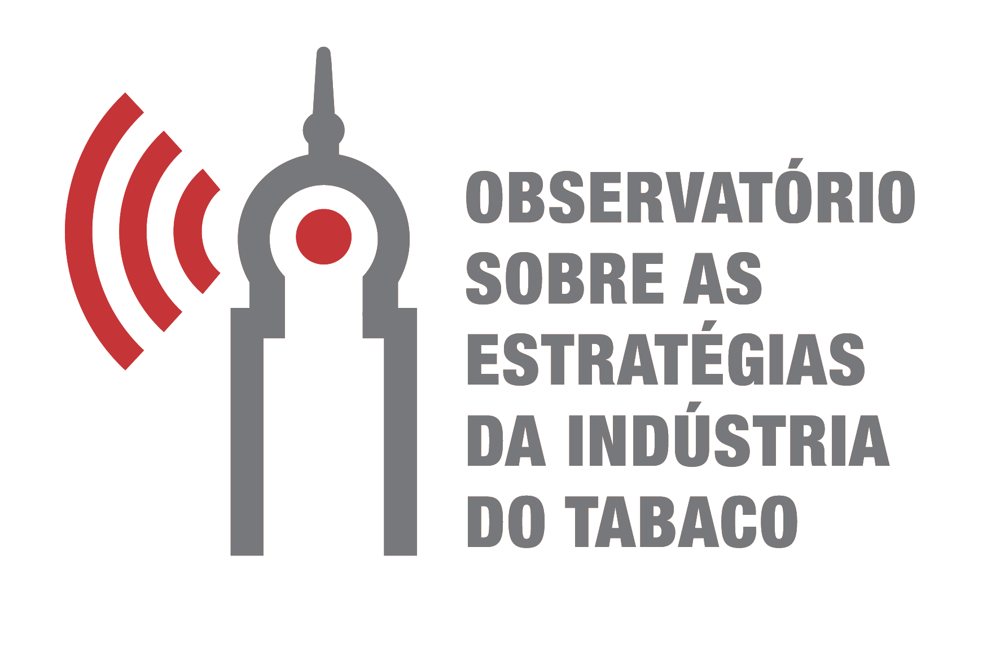 OBSERVATÓRIO
SOBRE AS
ESTRATÉGIAS
DA INDÚSTRIA
DO TABACO